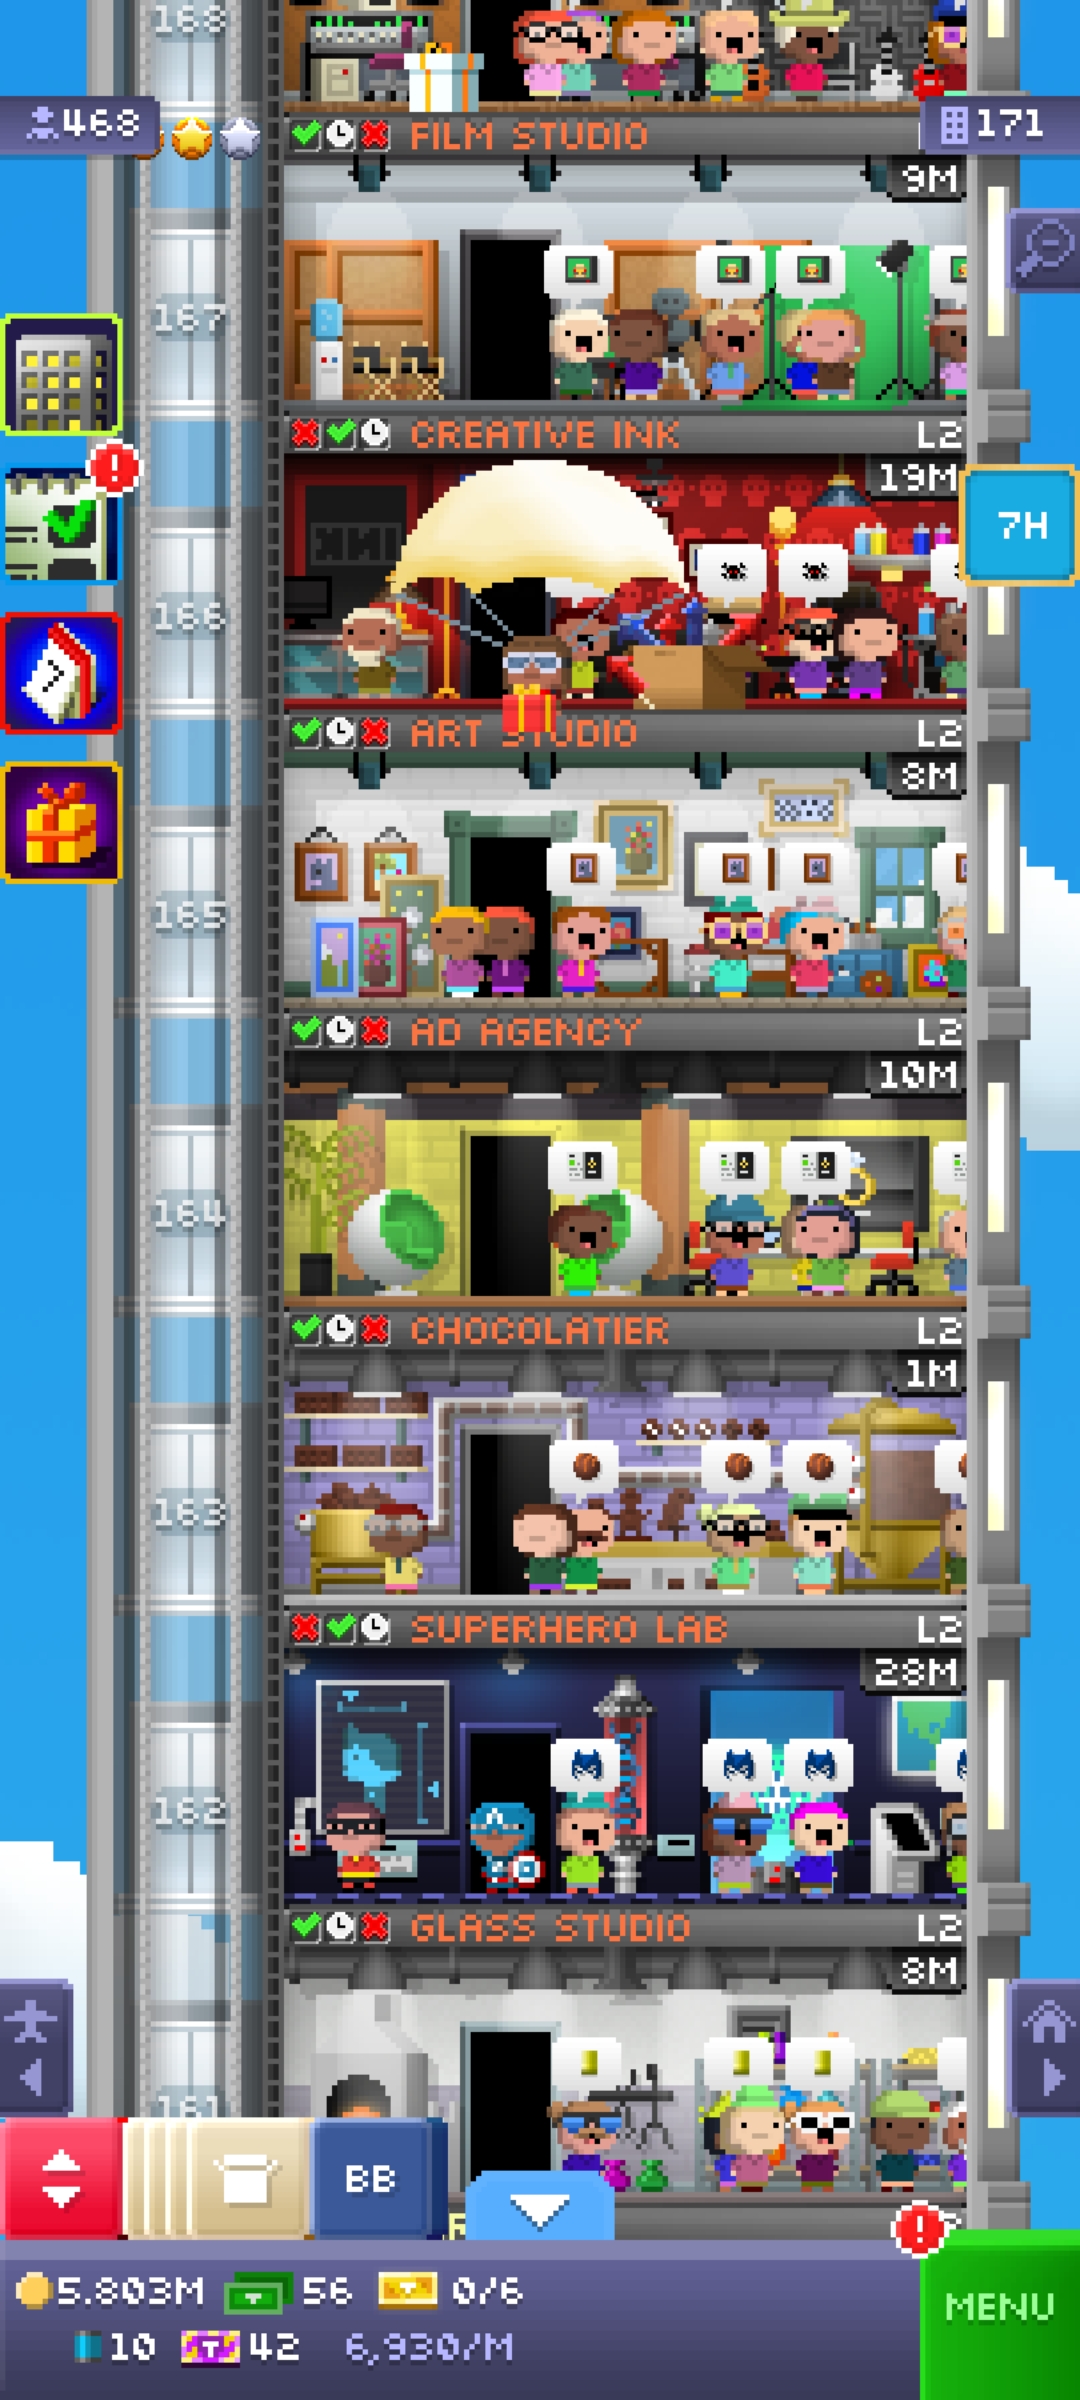 168
468
171
FILM STUDIO
9M
167
CREATIVE INK L2
19M
7H
166
ART STUDIO L2
8M
165
AD AGENCY L2
10M
164
CHOCOLATIER L2
1M
163
SUPERHERO LAB L2
28M
162
GLASS STUDIO L2
8M
161
BB
5.803M 56 0/6
MENU
10 42 6,930/M